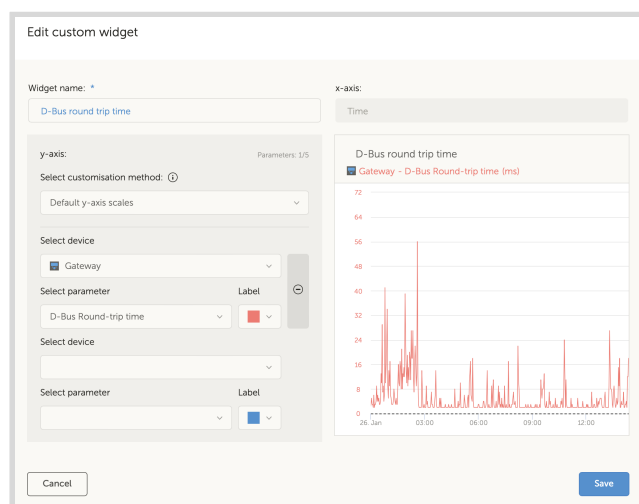 Edit custom widget
Widget name: *
D-Bus round trip time
x-axis:
Time
y-axis:
Parameters: 1/5
Select customisation method:
Default y-axis scales
Select device
Gateway
Select parameter
Label
D-Bus Round-trip time
Select device
Select parameter
Label
D-Bus round trip time
Gateway - D-Bus Round-trip time (ms)
72
64
56
48
40
32
24
16
8
0
26. Jan
03:00
06:00
09:00
12:00
Cancel
Save